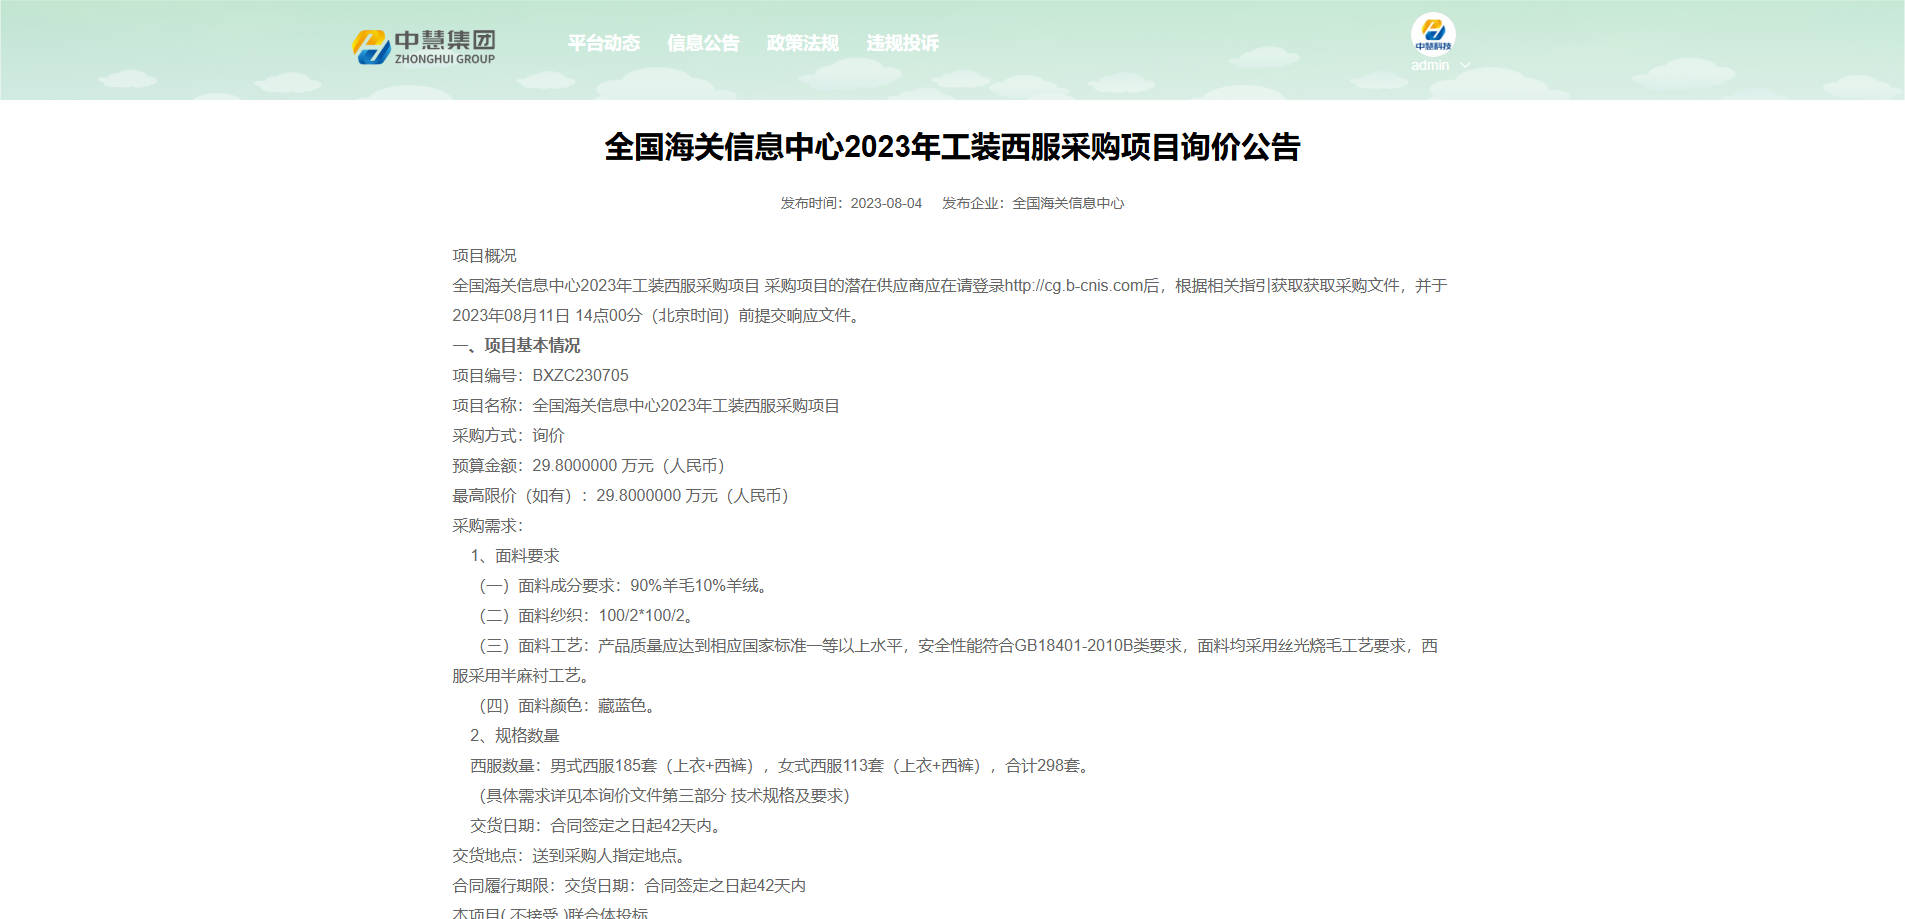 中慧集团
ZHONGHUI GROUP
平台动态 信息公告 政策法规 违规投诉
中慧科技
admin
全国海关信息中心2023年工装西服采购项目询价公告
发布时间：2023-08-04 发布企业：全国海关信息中心
项目概况
全国海关信息中心2023年工装西服采购项目 采购项目的潜在供应商应在请登录http://cg.b-cnis.com后，根据相关指引获取获取采购文件，并于
2023年08月11日 14点00分（北京时间）前提交响应文件。
一、项目基本情况
项目编号：BXZC230705
项目名称：全国海关信息中心2023年工装西服采购项目
采购方式：询价
预算金额：29.8000000 万元（人民币）
最高限价（如有）：29.8000000 万元（人民币）
采购需求：
1、面料要求
（一）面料成分要求：90%羊毛10%羊绒。
（二）面料纱织：100/2*100/2。
（三）面料工艺：产品质量应达到相应国家标准一等以上水平，安全性能符合GB18401-2010B类要求，面料均采用丝光烧毛工艺要求，西
服采用半麻衬工艺。
（四）面料颜色：藏蓝色。
2、规格数量
西服数量：男式西服185套（上衣+西裤），女式西服113套（上衣+西裤），合计298套。
（具体需求详见本询价文件第三部分 技术规格及要求）
交货日期：合同签定之日起42天内。
交货地点：送到采购人指定地点。
合同履行期限：交货日期：合同签定之日起42天内
本项目( 不接受 )联合体投标